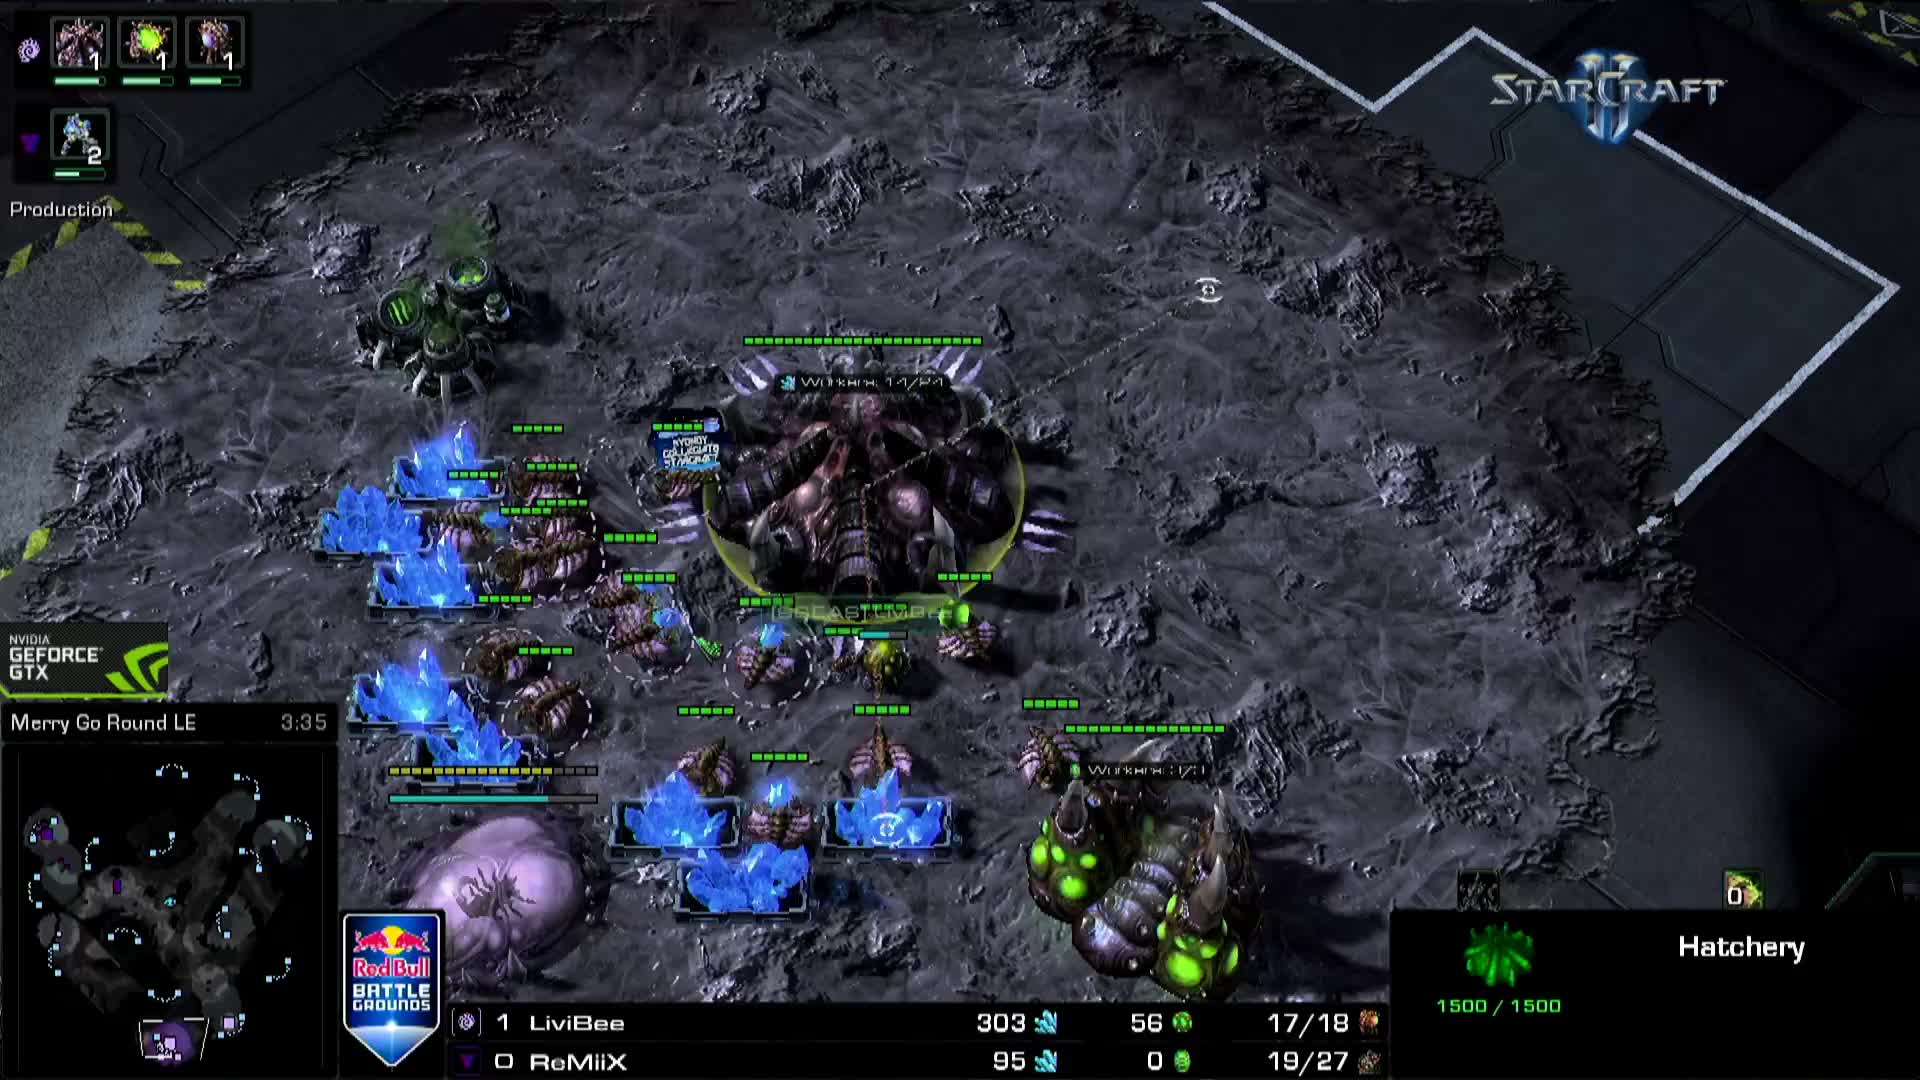 1 1 1
2
Production
STARCRAFT
II
Workers: 14/24
NVIDIA
GEFORCE
GTX
Merry Go Round LE 3:35
Red Bull
BATTLE
GROUNDS
0
Hatchery
1500 / 1500
1 LiviBee 303 56 17/18
0 ReMiiX 95 0 19/27